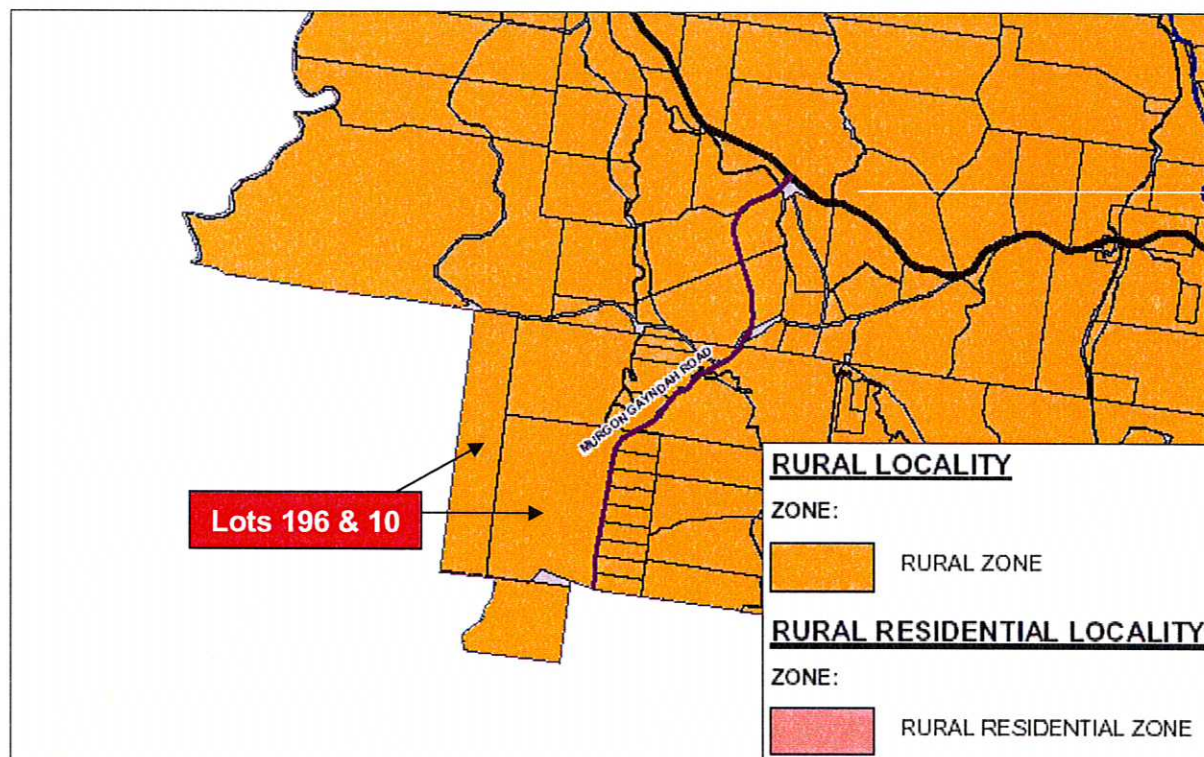 MURGON GAYNDAH ROAD
Lots 196 & 10
RURAL LOCALITY
ZONE:
RURAL ZONE
RURAL RESIDENTIAL LOCALITY
ZONE:
RURAL RESIDENTIAL ZONE